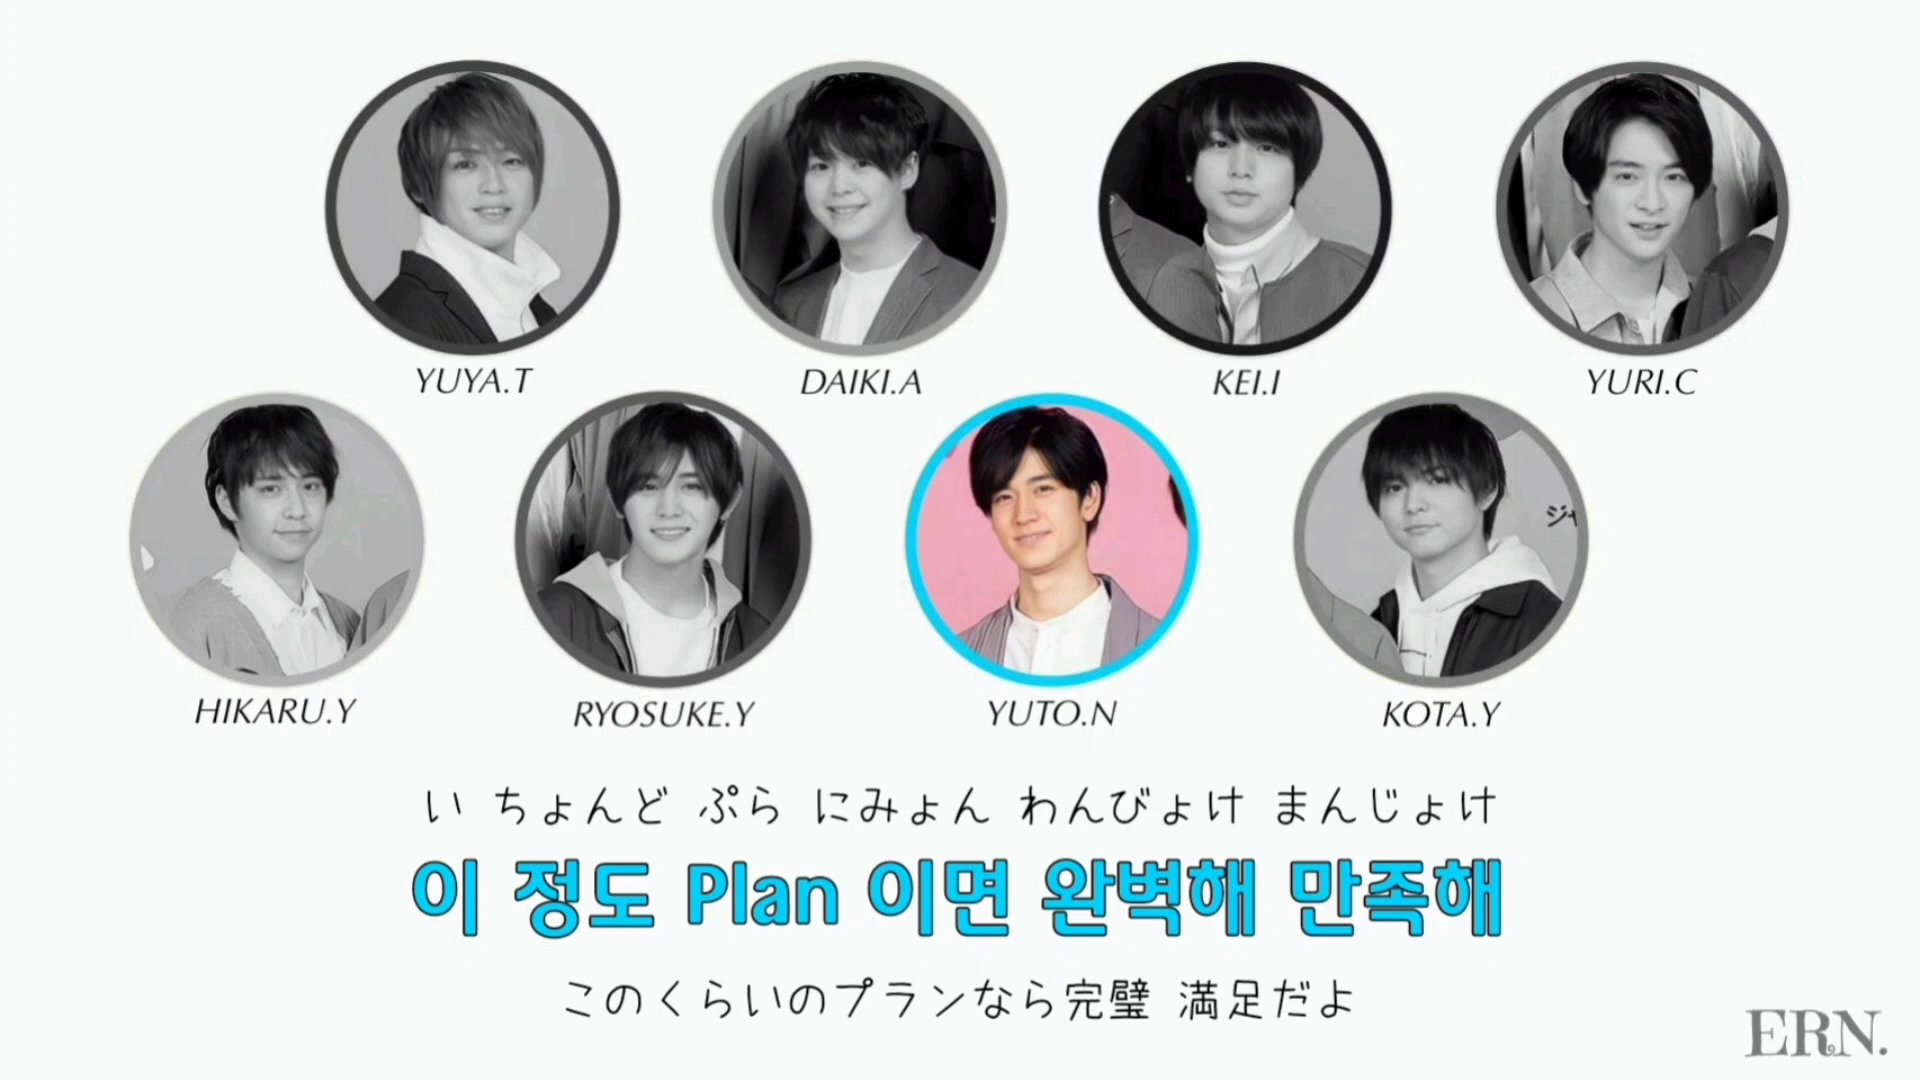 YUYA.T
DAIKI.A
KEI.I
YURI.C
ジャ
HIKARU.Y
RYOSUKE.Y
YUTO.N
KOTA.Y
い ちょんど ぷら にみょん わんびょけ まんじょけ
이 정도 Plan 이면 완벽해 만족해
このくらいのプランなら完璧 満足だよ
ERN.